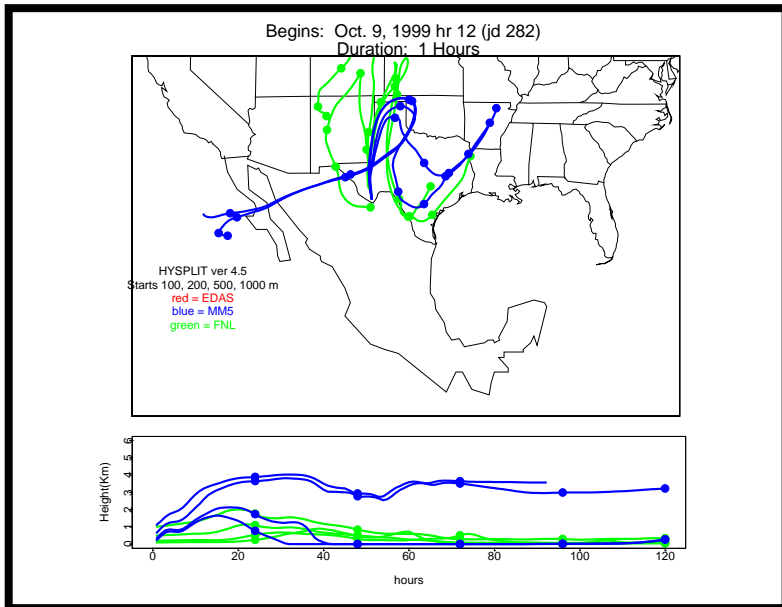 Begins: Oct. 9, 1999 hr 12 (jd 282)
Duration: 1 Hours
HYSPLIT ver 4.5
Starts 100, 200, 500, 1000 m
red = EDAS
blue = MM5
green = FNL
Height(Km)
6
5
4
3
2
1
0
0 20 40 60 80 100 120
hours